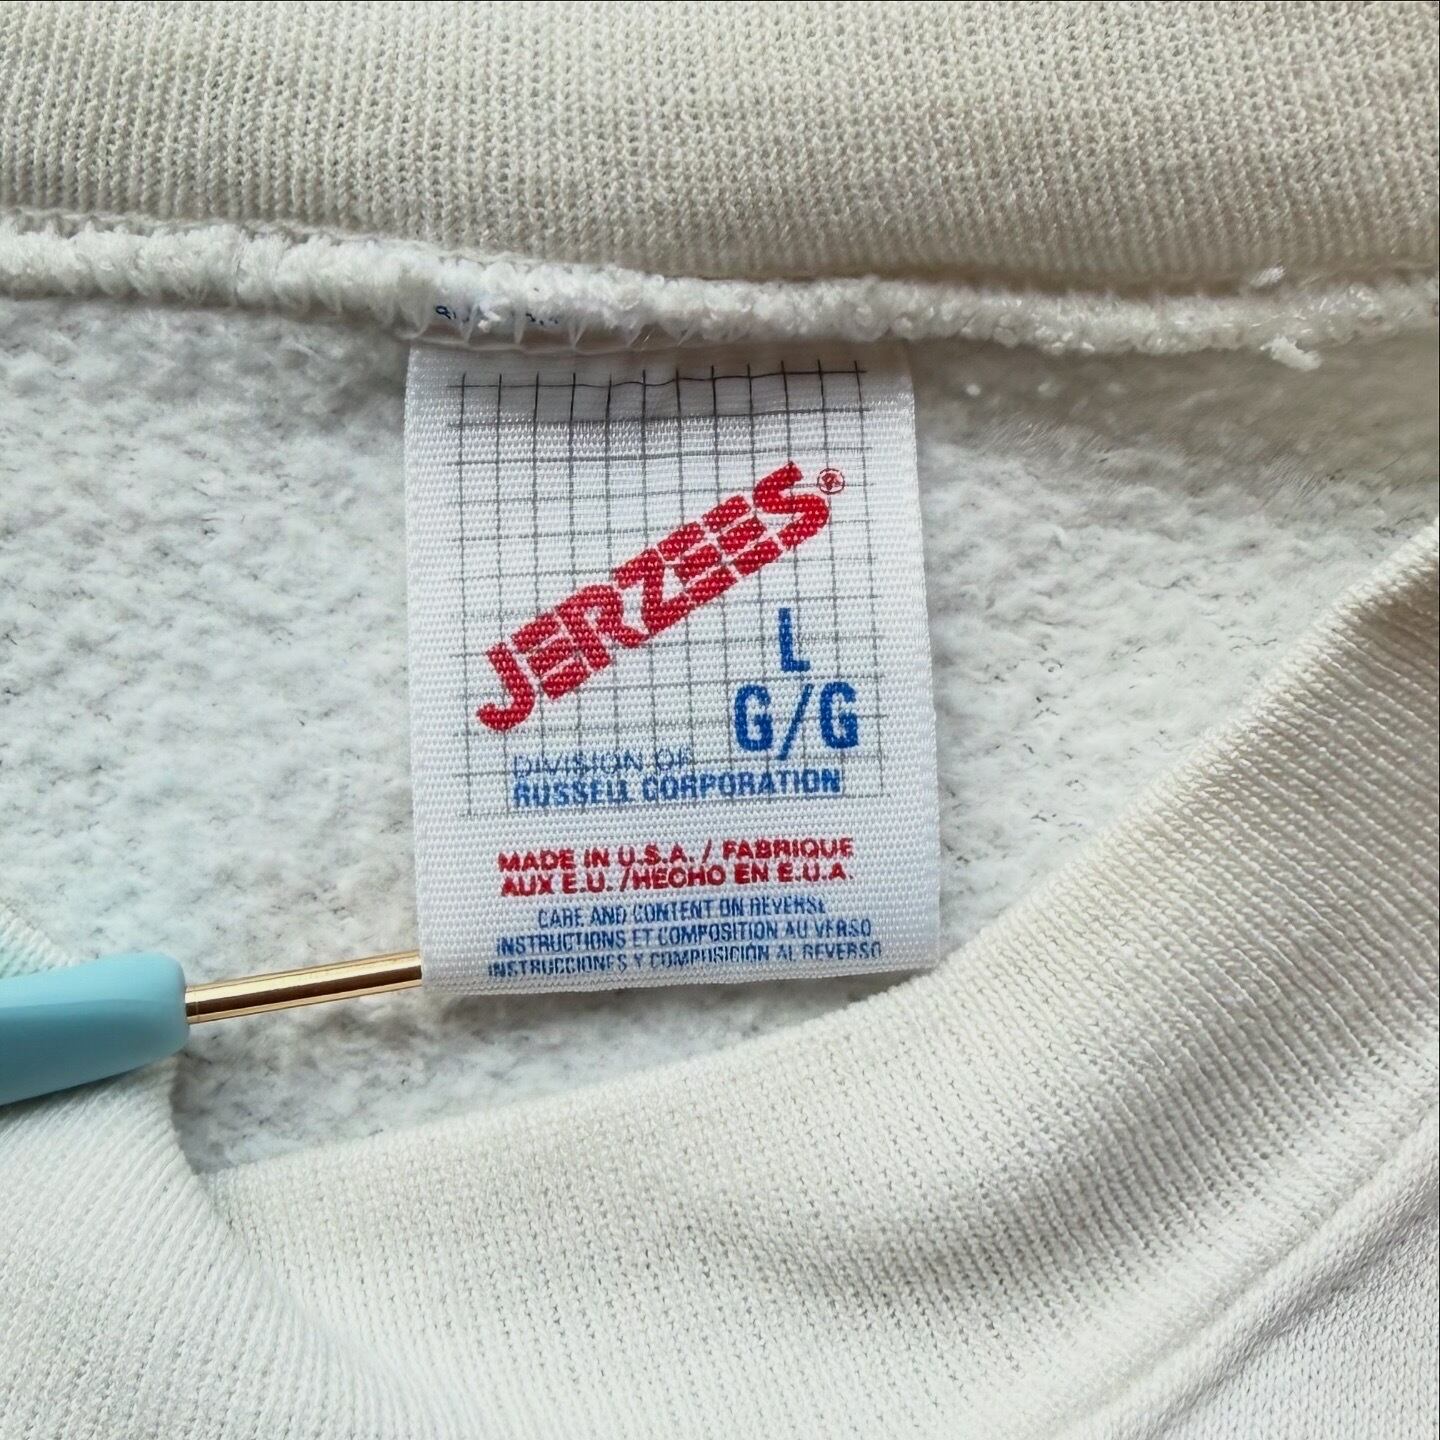 JERZEES®
L
G/G
DIVISION OF
RUSSELL CORPORATION
MADE IN U.S.A. / FABRIQUE
AUX E.U. /HECHO EN E.U.A.
CARE AND CONTENT ON REVERSE
INSTRUCTIONS ET COMPOSITION AU VERSO
INSTRUCCIONES Y COMPOSICIÓN AL REVERSO